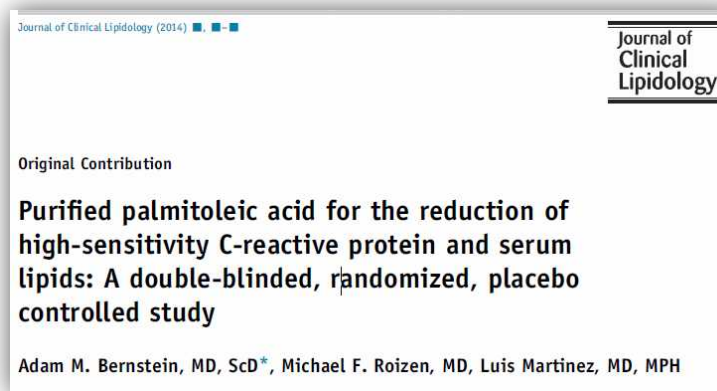 Journal of Clinical Lipidology (2014) ■, ■–■
Journal of
Clinical
Lipidology
Original Contribution
Purified palmitoleic acid for the reduction of
high-sensitivity C-reactive protein and serum
lipids: A double-blinded, randomized, placebo
controlled study
Adam M. Bernstein, MD, ScD*, Michael F. Roizen, MD, Luis Martinez, MD, MPH